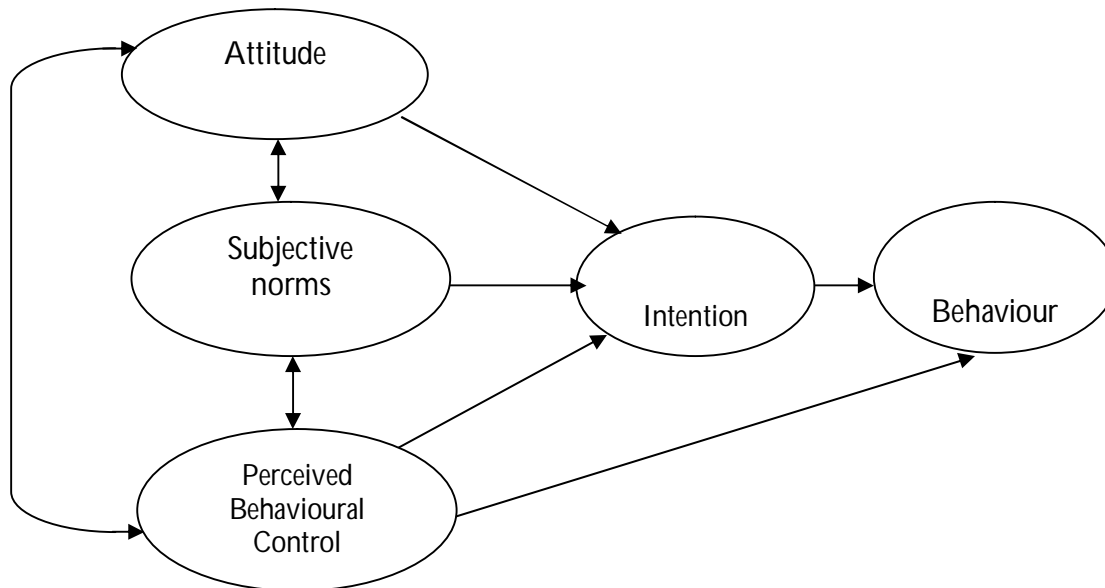 Attitude
Subjective
norms
Intention
Behaviour
Perceived
Behavioural
Control